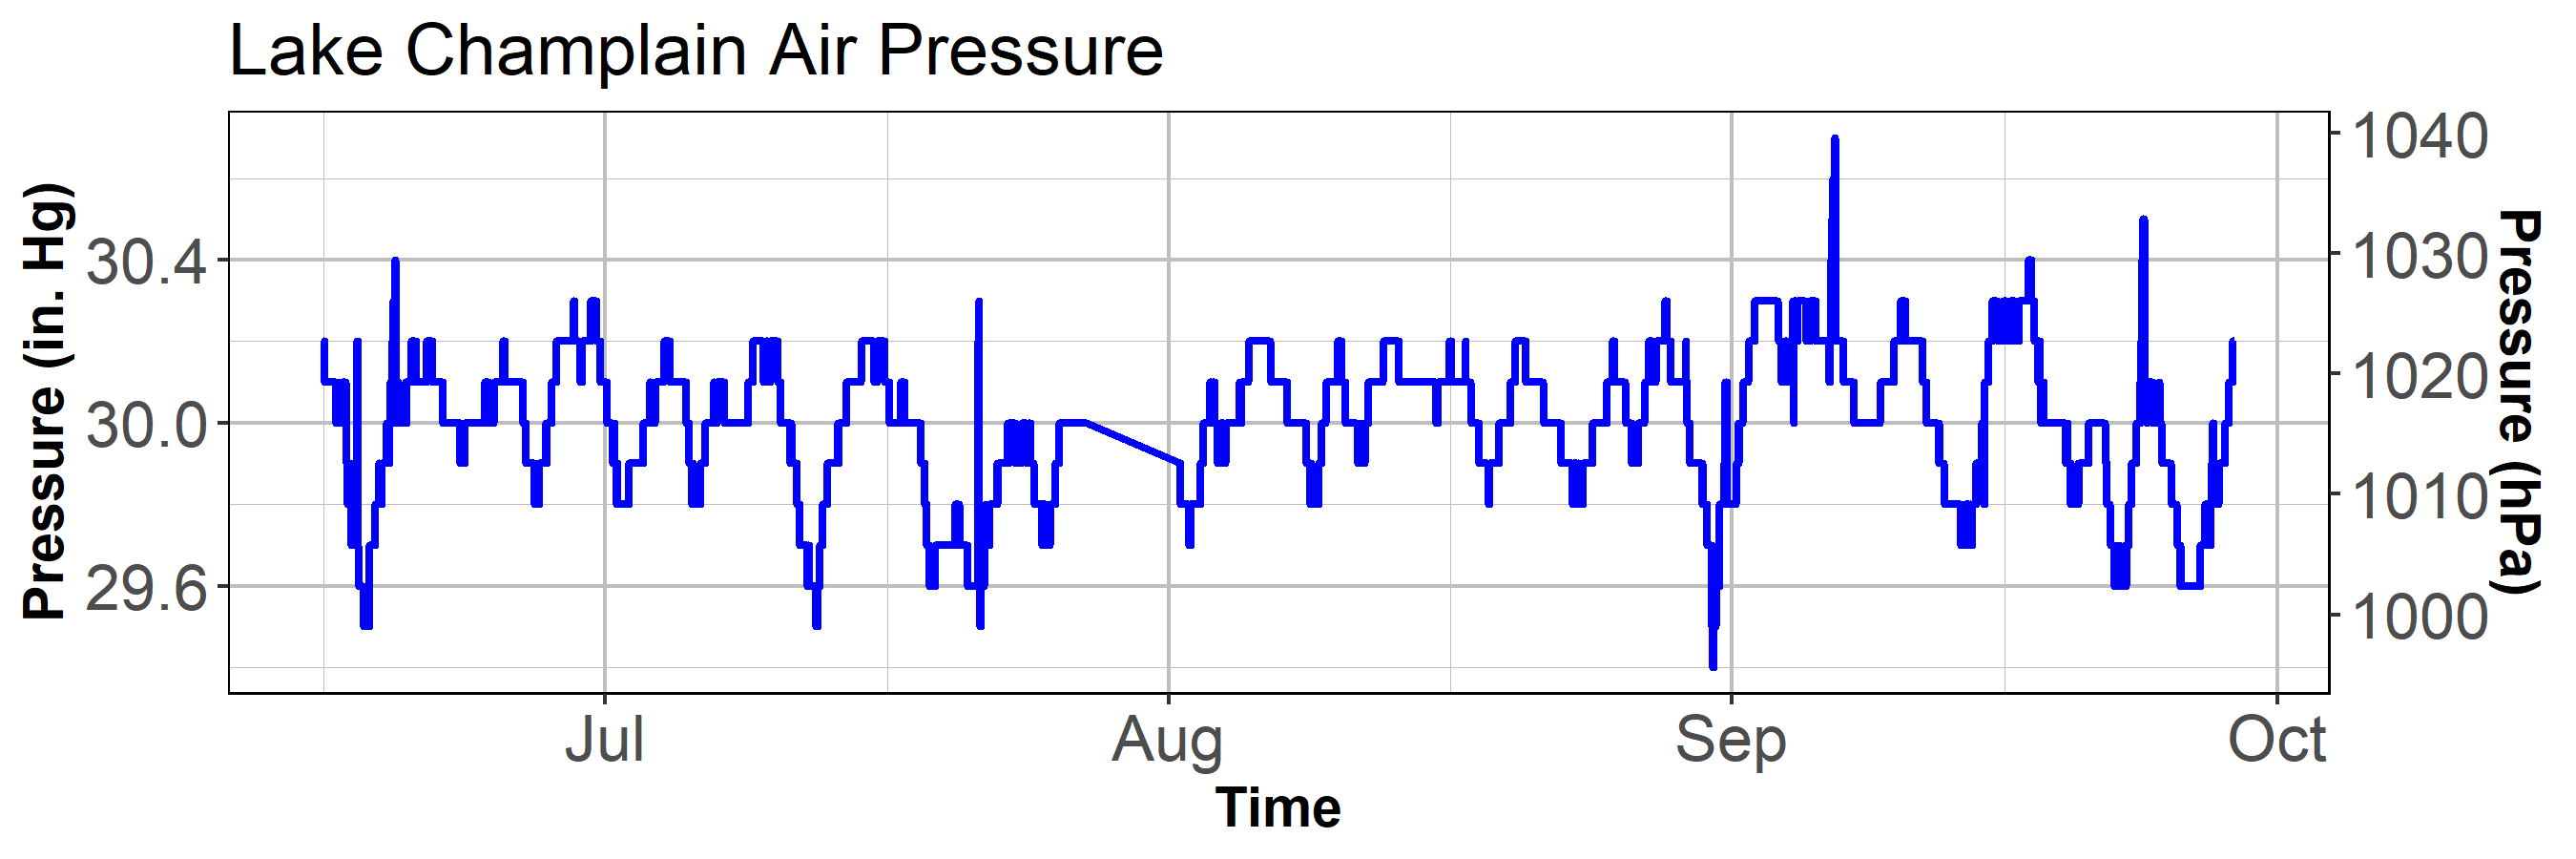 Lake Champlain Air Pressure
Pressure (in. Hg)
30.4
30.0
29.6
1040
1030
1020
1010
1000
Pressure (hPa)
Jul Aug Sep Oct
Time